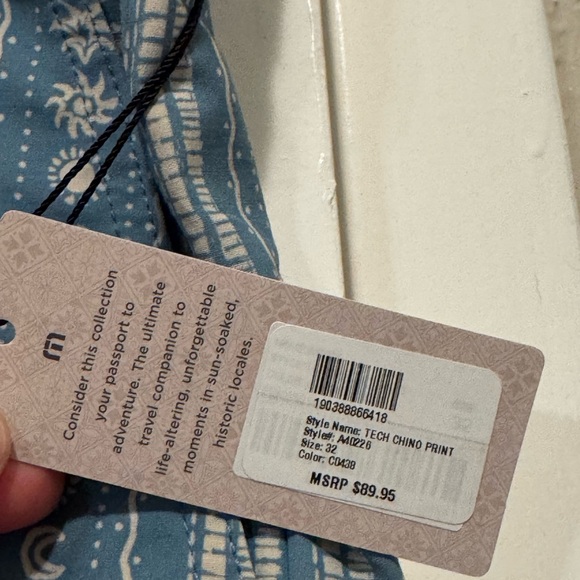 Consider this collection
your passport to
adventure. The ultimate
travel companion to
life-altering, unforgettable
moments in sun-soaked,
historic locales.
190388866418
Style Name: TECH CHINO PRINT
Style#: A40226
Size: 32
Color: C0439
MSRP $89.95